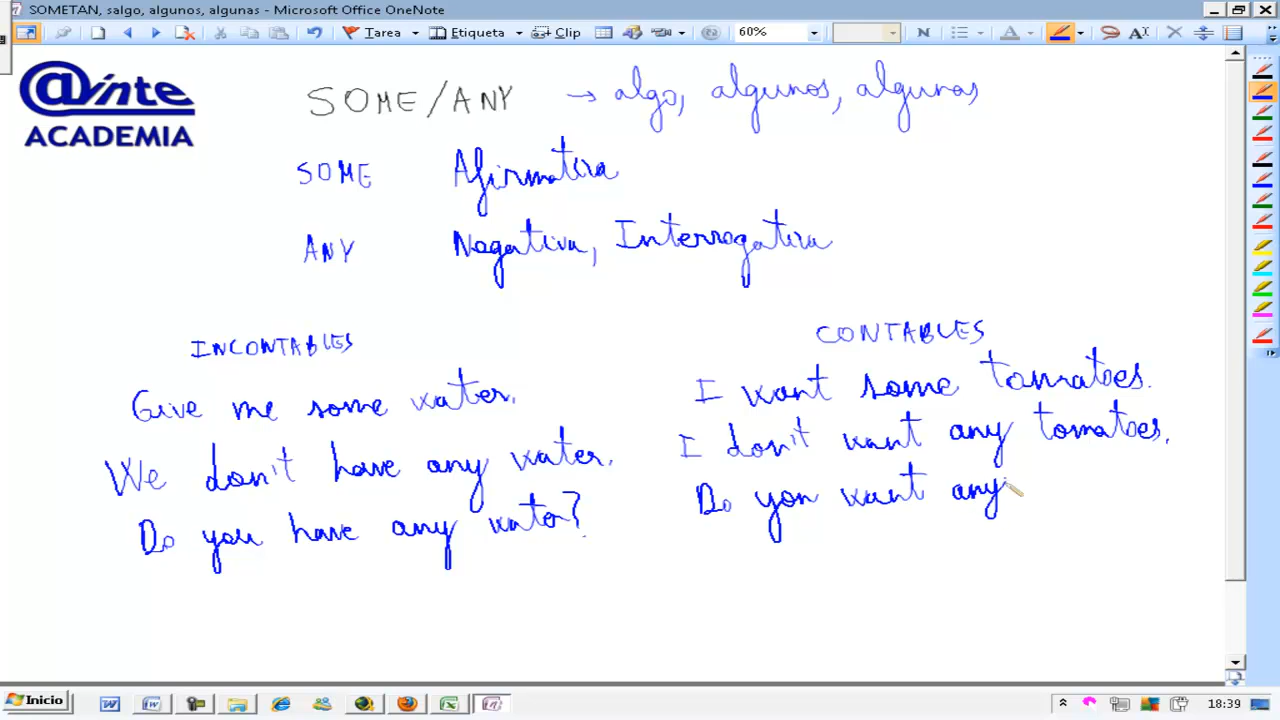 SOMETAN, salgo, algunos, algunas - Microsoft Office OneNote
Tarea Etiqueta Clip 60% N
@inte
ACADEMIA
SOME/ANY → algo, algunos, algunas
SOME Afirmativa
ANY Negativa, Interrogativa
INCONTABLES
Give me some water.
We don't have any water.
Do you have any water?
CONTABLES
I want some tomatoes.
I don't want any tomatoes.
Do you want any
Inicio 18:39